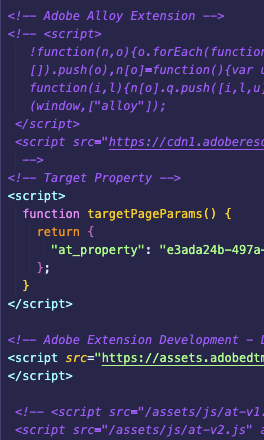 <!-- Adobe Alloy Extension -->
<!-- <script>
!function(n,o){o.forEach(function
[]).push(o),n[o]=function(){var u
function(i,l){n[o].q.push([i,l,u]
(window,["alloy"]);
</script>
<script src="https://cdn1.adoberesc
-->
<!-- Target Property -->
<script>
function targetPageParams() {
return {
"at_property": "e3ada24b-497a-
};
}
</script>
<!-- Adobe Extension Development - D
<script src="https://assets.adobedtm
</script>
<!-- <script src="/assets/js/at-v1.
<script src="/assets/js/at-v2.js" a